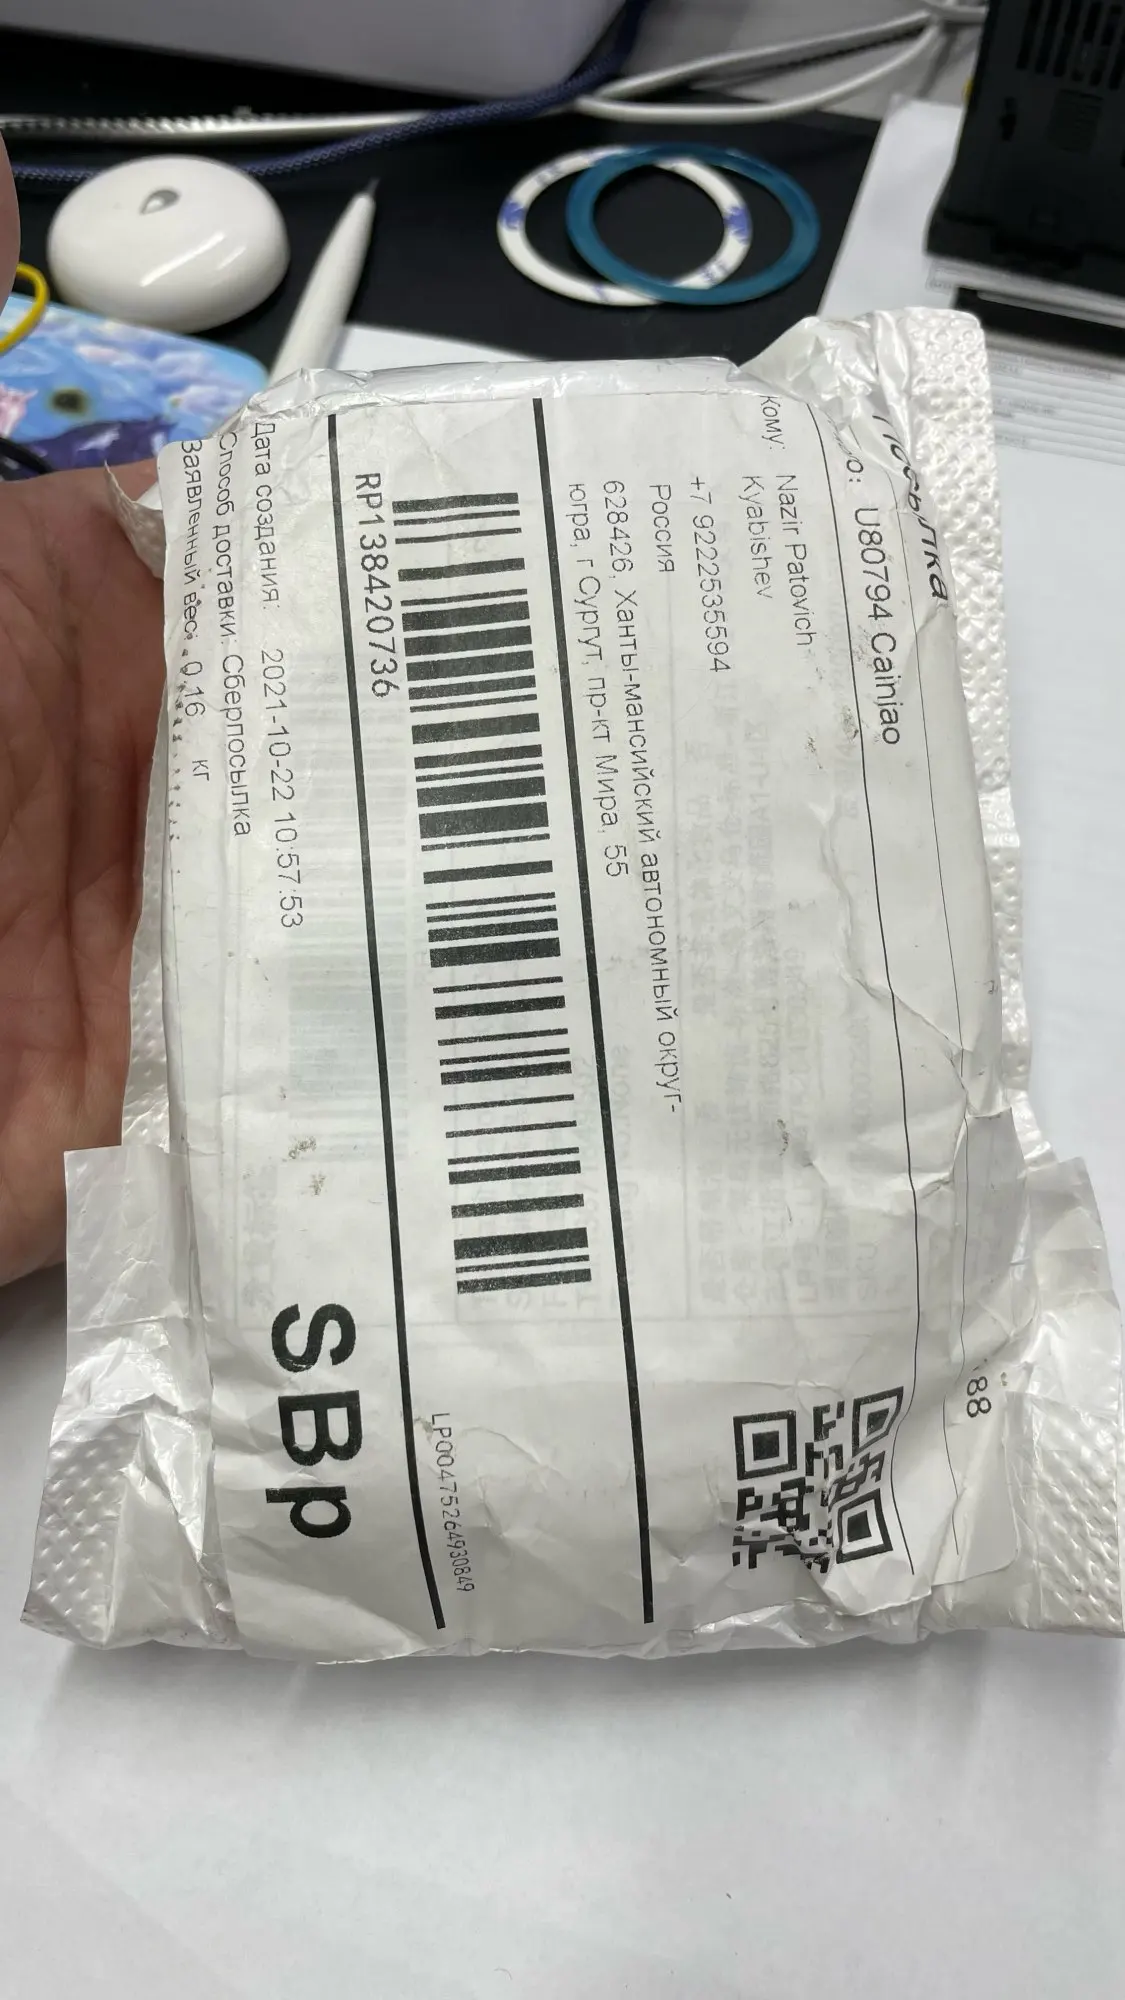 Посылка
U80794 Cainiao
Кому: Nazir Patovich
Kyabishev
+7 9222535594
Россия
628426, Ханты-мансийский автономный округ-
югра, г Сургут, пр-кт Мира, 55
88
RP138420736
LP00475264930849
Дата создания: 2021-10-22 10:57:53
Способ доставки: Сберпосылка
Заявленный вес: 0.16 кг
SBp